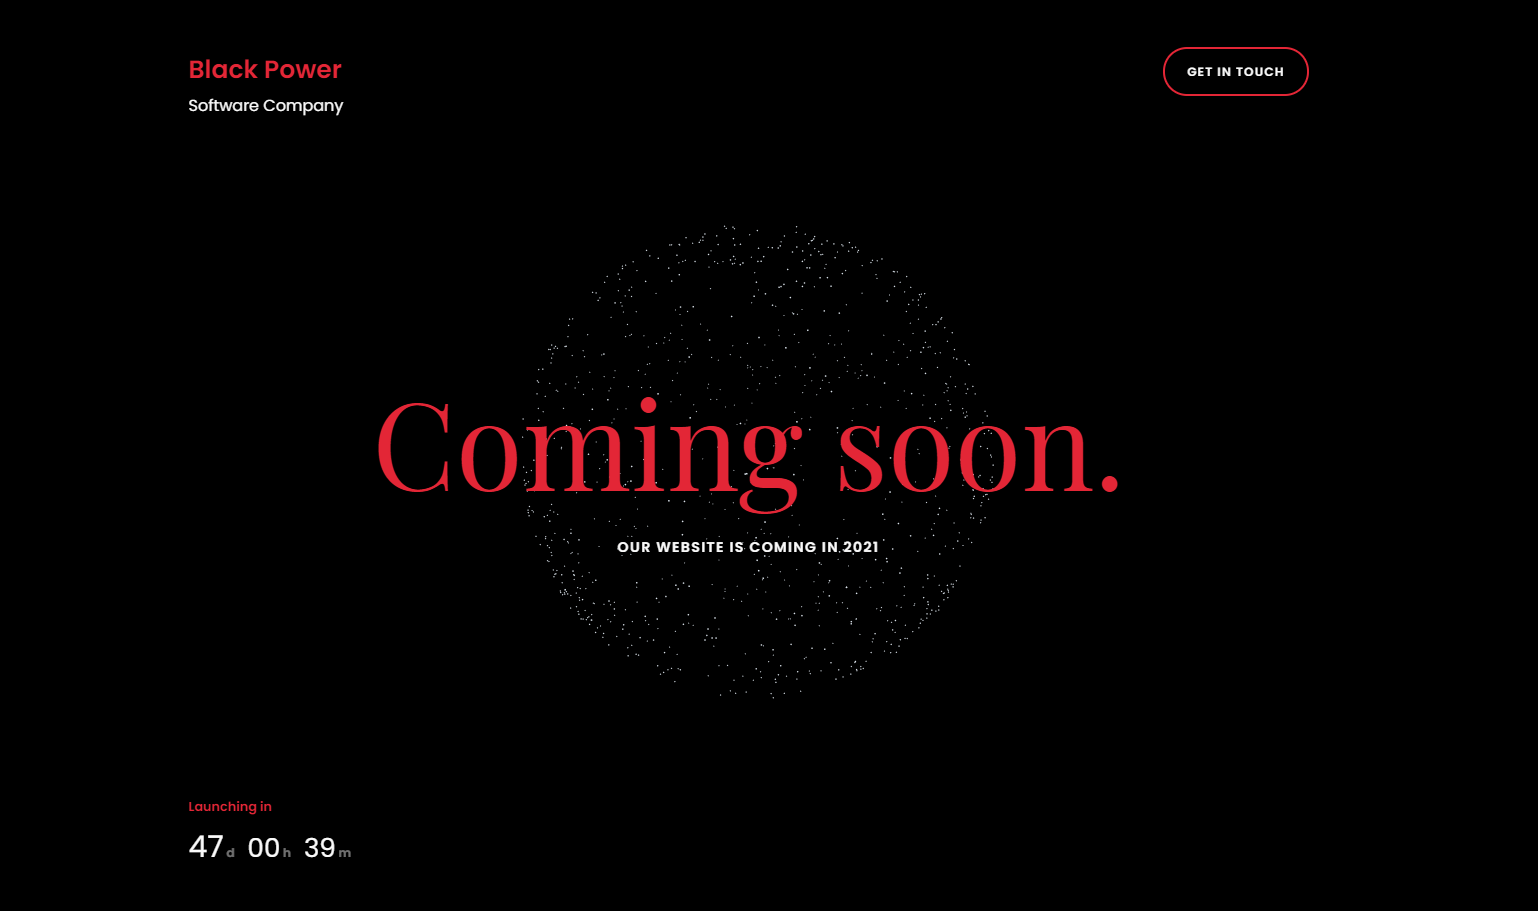 Black Power
GET IN TOUCH
Software Company
Coming soon.
OUR WEBSITE IS COMING IN 2021
Launching in
47 d 00 h 39 m